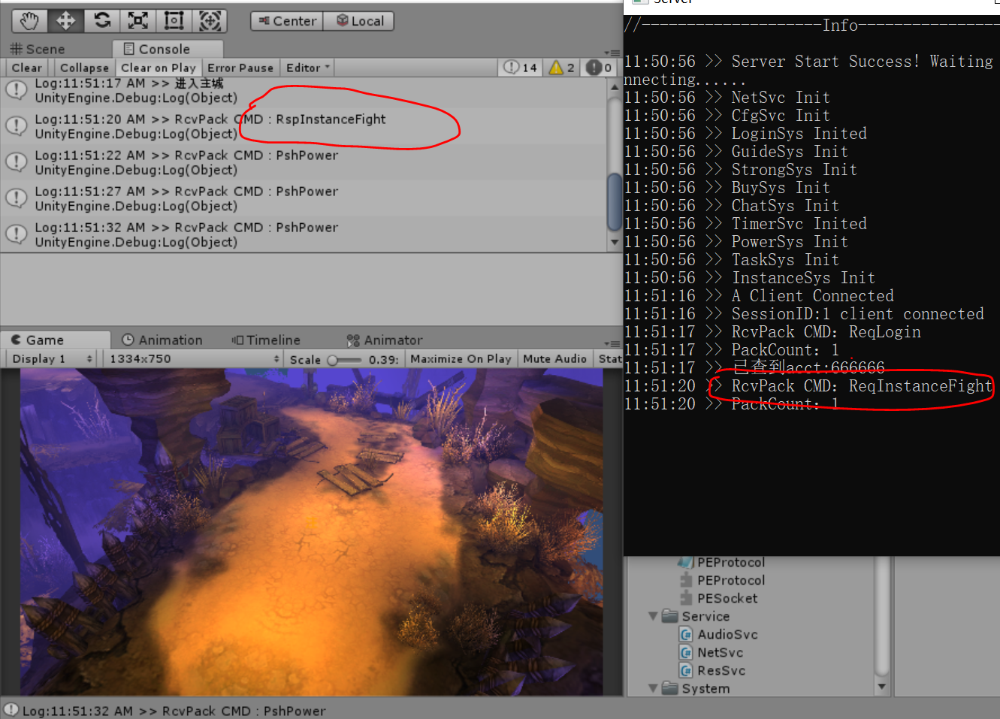 Center
Local
Scene
Console
Clear
Collapse
Clear on Play
Error Pause
Editor
14
2
0
Log:11:51:17 AM >> 进入主城
UnityEngine.Debug:Log(Object)
Log:11:51:20 AM >> RcvPack CMD : RspInstanceFight
UnityEngine.Debug:Log(Object)
Log:11:51:22 AM >> RcvPack CMD : PshPower
UnityEngine.Debug:Log(Object)
Log:11:51:27 AM >> RcvPack CMD : PshPower
UnityEngine.Debug:Log(Object)
Log:11:51:32 AM >> RcvPack CMD : PshPower
UnityEngine.Debug:Log(Object)
Game
Animation
Timeline
Animator
Display 1
1334x750
Scale
0.39:
Maximize On Play
Mute Audio
Stat
Log:11:51:32 AM >> RcvPack CMD : PshPower
Server
//--------------------Info----------------
11:50:56 >> Server Start Success! Waiting
nnecting......
11:50:56 >> NetSvc Init
11:50:56 >> CfgSvc Init
11:50:56 >> LoginSys Inited
11:50:56 >> GuideSys Init
11:50:56 >> StrongSys Init
11:50:56 >> BuySys Init
11:50:56 >> ChatSys Init
11:50:56 >> TimerSvc Inited
11:50:56 >> PowerSys Init
11:50:56 >> TaskSys Init
11:50:56 >> InstanceSys Init
11:51:16 >> A Client Connected
11:51:16 >> SessionID:1 client connected
11:51:17 >> RcvPack CMD: ReqLogin
11:51:17 >> PackCount: 1
11:51:17 >> 已查到acct:666666
11:51:20 >> RcvPack CMD: ReqInstanceFight
11:51:20 >> PackCount: 1
PEProtocol
PEProtocol
PESocket
Service
AudioSvc
NetSvc
ResSvc
System